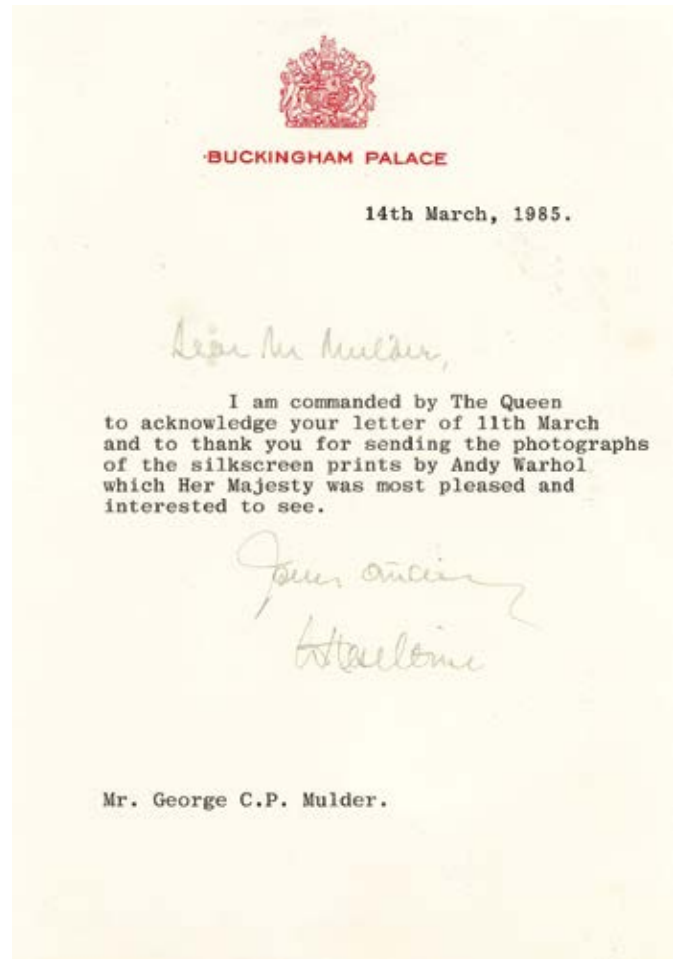 BUCKINGHAM PALACE
14th March, 1985.
Dear Mr Mulder,
I am commanded by The Queen
to acknowledge your letter of 11th March
and to thank you for sending the photographs
of the silkscreen prints by Andy Warhol
which Her Majesty was most pleased and
interested to see.
Yours sincerely
Mr. George C.P. Mulder.